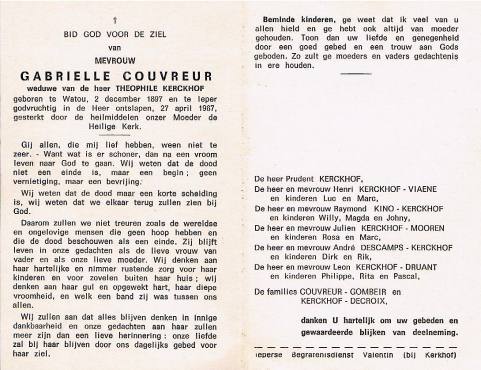 †
BID GOD VOOR DE ZIEL
van
MEVROUW
GABRIELLE COUVREUR
weduwe van de heer THEOPHILE KERCKHOF
geboren te Watou, 2 december 1897 en te Ieper
godvruchtig in de Heer ontslapen, 27 april 1967,
gesterkt door de heilmiddelen onzer Moeder de
Heilige Kerk.
Gij allen, die mij lief hebben, ween niet te
zeer. - Want wat is er schoner, dan na een vroom
leven naar God te gaan. Wij weten dat de dood
niet een einde is, maar een begin; geen
vernietiging, maar een bevrijing.
Wij weten dat de dood maar een korte scheiding
is, wij weten dat we elkaar terug zullen zien bij
God.
Daarom zullen we niet treuren zoals de wereldse
en ongelovige mensen die geen hoop hebben en
die de dood beschouwen als een einde. Zij blijft
leven in onze gedachten als de lieve vrouw van
vader en als onze lieve moeder. Wij denken aan
haar hartelijke en nimmer rustende zorg voor haar
kinderen en voor zovelen buiten haar huis; wij
denken aan haar gul en opgewekt hart, haar diepe
vroomheid, en welk een band zij was tussen ons
allen.
Wij zullen aan dat alles blijven denken in innige
dankbaarheid en onze gedachten aan haar zullen
meer zijn dan een lieve herinnering: onze liefde
zal bij haar blijven door ons dagelijks gebed voor
haar ziel.
Beminde kinderen, ge weet dat ik veel van u
allen hield en ge hebt ook altijd van moeder
gehouden. Toon dan uw liefde en genegenheid
door een goed gebed en een trouw aan Gods
geboden. Zo zult ge moeders en vaders gedachtenis
in ere houden.
De heer Prudent KERCKHOF,
De heer en mevrouw Henri KERCKHOF - VIAENE
en kinderen Luc en Marc,
De heer en mevrouw Raymond KINO - KERCKHOF
en kinderen Willy, Magda en Johny,
De heer en mevrouw Julien KERCKHOF - MOOREN
en kinderen Rosa en Marc,
De heer en mevrouw André DESCAMPS - KERCKHOF
en kinderen Dirk en Rik,
De heer en mevrouw Leon KERCKHOF - DRUANT
en kinderen Philippe, Rita en Pascal,
De families COUVREUR - GOMBEIR en
KERCKHOF - DECROIX,
danken U hartelijk om uw gebeden en
gewaardeerde blijken van deelneming.
Ieperse Begrafenisdienst Valentin (bij Kerkhof)